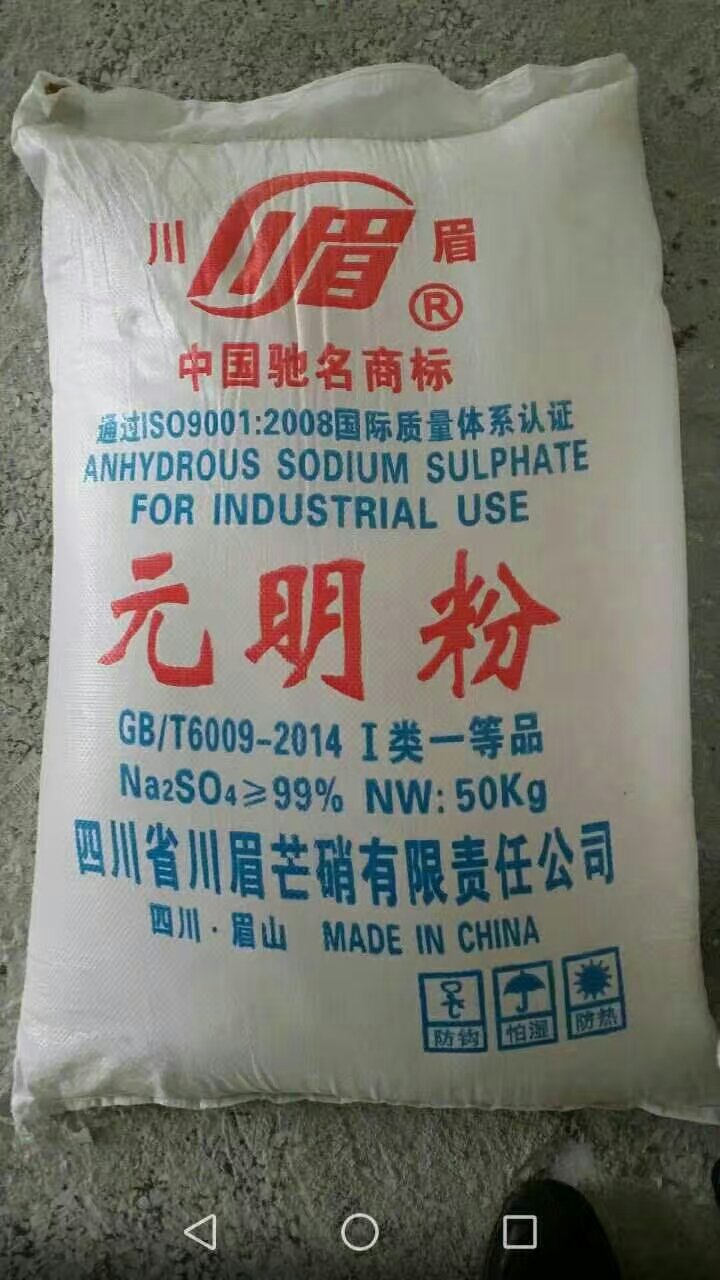 川 川眉 眉
®
中国驰名商标
通过ISO9001:2008国际质量体系认证
ANHYDROUS SODIUM SULPHATE
FOR INDUSTRIAL USE
元明粉
GB/T6009-2014 I类一等品
Na₂SO₄≥99% NW: 50Kg
四川省川眉芒硝有限责任公司
四川·眉山 MADE IN CHINA
防钩 怕湿 防热